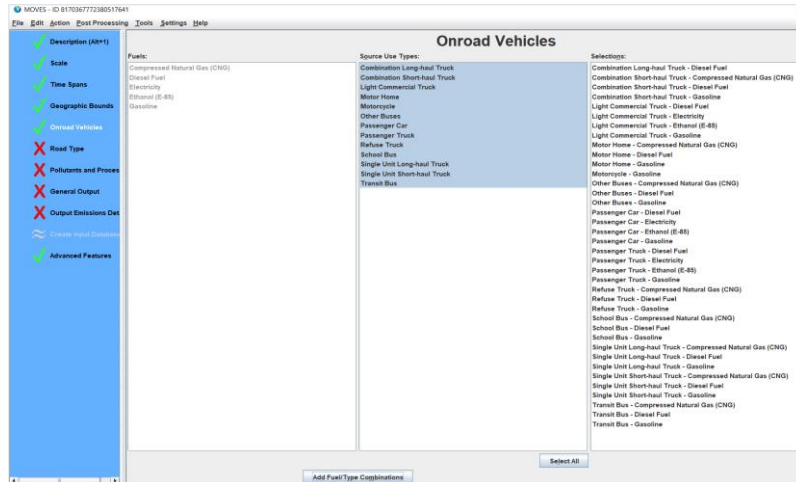 MOVES - ID 8170367772380517641
File Edit Action Post Processing Tools Settings Help
Description (Alt+1)
Scale
Time Spans
Geographic Bounds
Onroad Vehicles
Road Type
Pollutants and Proces
General Output
Output Emissions Det
Create Input Database
Advanced Features
Onroad Vehicles
Fuels:
Compressed Natural Gas (CNG)
Diesel Fuel
Electricity
Ethanol (E-85)
Gasoline
Source Use Types:
Combination Long-haul Truck
Combination Short-haul Truck
Light Commercial Truck
Motor Home
Motorcycle
Other Buses
Passenger Car
Passenger Truck
Refuse Truck
School Bus
Single Unit Long-haul Truck
Single Unit Short-haul Truck
Transit Bus
Selections:
Combination Long-haul Truck - Diesel Fuel
Combination Short-haul Truck - Compressed Natural Gas (CNG)
Combination Short-haul Truck - Diesel Fuel
Combination Short-haul Truck - Gasoline
Light Commercial Truck - Diesel Fuel
Light Commercial Truck - Electricity
Light Commercial Truck - Ethanol (E-85)
Light Commercial Truck - Gasoline
Motor Home - Compressed Natural Gas (CNG)
Motor Home - Diesel Fuel
Motor Home - Gasoline
Motorcycle - Gasoline
Other Buses - Compressed Natural Gas (CNG)
Other Buses - Diesel Fuel
Other Buses - Gasoline
Passenger Car - Diesel Fuel
Passenger Car - Electricity
Passenger Car - Ethanol (E-85)
Passenger Car - Gasoline
Passenger Truck - Diesel Fuel
Passenger Truck - Electricity
Passenger Truck - Ethanol (E-85)
Passenger Truck - Gasoline
Refuse Truck - Compressed Natural Gas (CNG)
Refuse Truck - Diesel Fuel
Refuse Truck - Gasoline
School Bus - Compressed Natural Gas (CNG)
School Bus - Diesel Fuel
School Bus - Gasoline
Single Unit Long-haul Truck - Compressed Natural Gas (CNG)
Single Unit Long-haul Truck - Diesel Fuel
Single Unit Long-haul Truck - Gasoline
Single Unit Short-haul Truck - Compressed Natural Gas (CNG)
Single Unit Short-haul Truck - Diesel Fuel
Single Unit Short-haul Truck - Gasoline
Transit Bus - Compressed Natural Gas (CNG)
Transit Bus - Diesel Fuel
Transit Bus - Gasoline
Select All
Add Fuel/Type Combinations